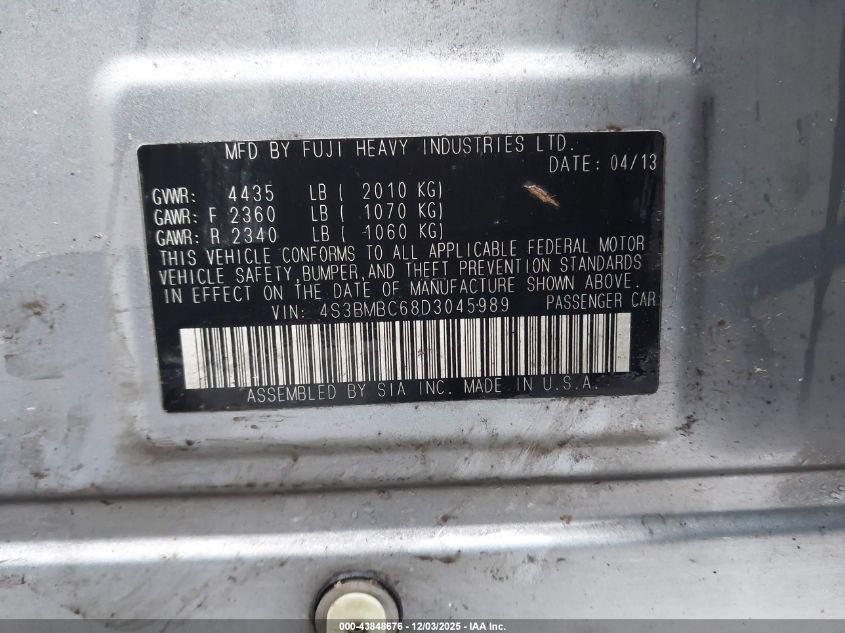 MFD BY FUJI HEAVY INDUSTRIES LTD.
DATE: 04/13
GVWR: 4435 LB ( 2010 KG)
GAWR: F 2360 LB ( 1070 KG)
GAWR: R 2340 LB ( 1060 KG)
THIS VEHICLE CONFORMS TO ALL APPLICABLE FEDERAL MOTOR
VEHICLE SAFETY, BUMPER, AND THEFT PREVENTION STANDARDS
IN EFFECT ON THE DATE OF MANUFACTURE SHOWN ABOVE.
VIN: 4S3BMBC68D3045989 PASSENGER CAR
ASSEMBLED BY SIA INC. MADE IN U.S.A.
000-43848676 - 12/03/2025 - IAA Inc.